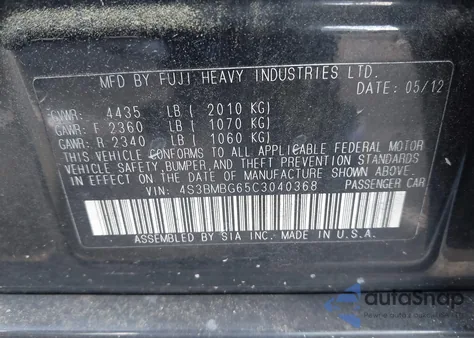 MFD BY FUJI HEAVY INDUSTRIES LTD.
DATE: 05/12
GVWR: 4435 LB ( 2010 KG)
GAWR: F 2360 LB ( 1070 KG)
GAWR: R 2340 LB ( 1060 KG)
THIS VEHICLE CONFORMS TO ALL APPLICABLE FEDERAL MOTOR
VEHICLE SAFETY, BUMPER, AND THEFT PREVENTION STANDARDS
IN EFFECT ON THE DATE OF MANUFACTURE SHOWN ABOVE.
VIN: 4S3BMBG65C3040368 PASSENGER CAR
ASSEMBLED BY SIA INC. MADE IN U.S.A.
autoSnap